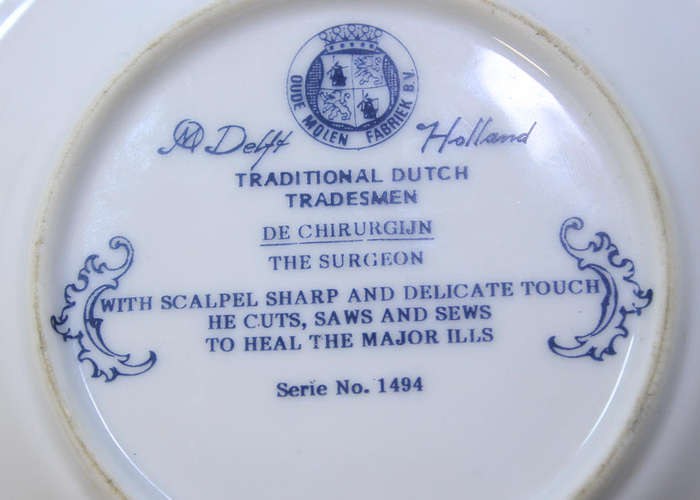 OUDE MOLEN FABRIEK B.V.
OM Delft Holland
TRADITIONAL DUTCH
TRADESMEN
DE CHIRURGIJN
THE SURGEON
WITH SCALPEL SHARP AND DELICATE TOUCH
HE CUTS, SAWS AND SEWS
TO HEAL THE MAJOR ILLS
Serie No. 1494